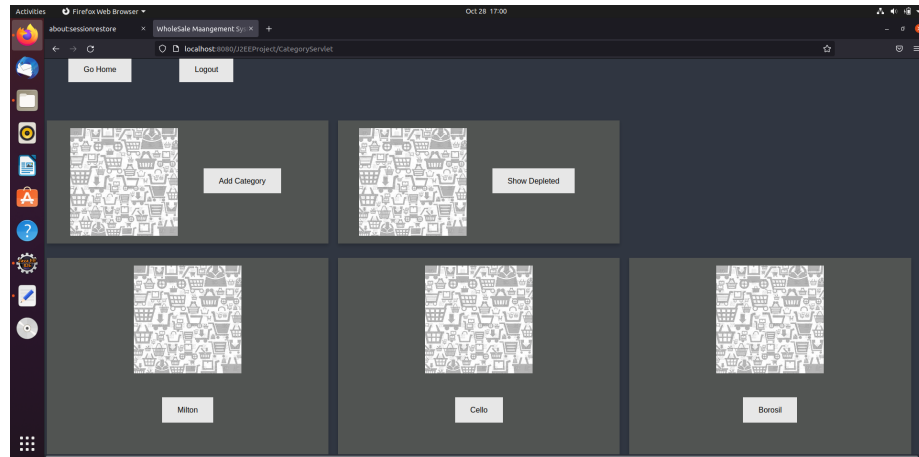 Activities
Firefox Web Browser
Oct 28 17:00
about:sessionrestore
WholeSale Maangement Sys
localhost:8080/J2EEProject/CategoryServlet
Go Home
Logout
Add Category
Show Depleted
Milton
Cello
Borosil